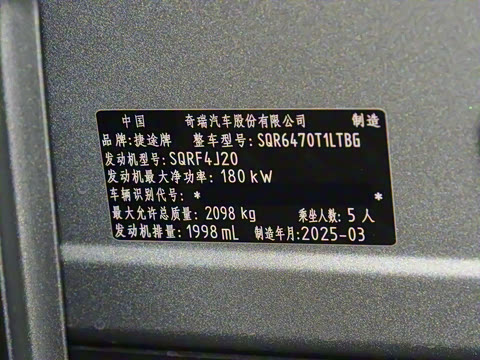 中国 奇瑞汽车股份有限公司 制造
品牌:捷途牌 整车型号:SQR6470T1LTBG
发动机型号:SQRF4J20
发动机最大净功率: 180 kW
车辆识别代号: * *
最大允许总质量: 2098 kg 乘坐人数: 5 人
发动机排量: 1998 mL 制造年月:2025-03